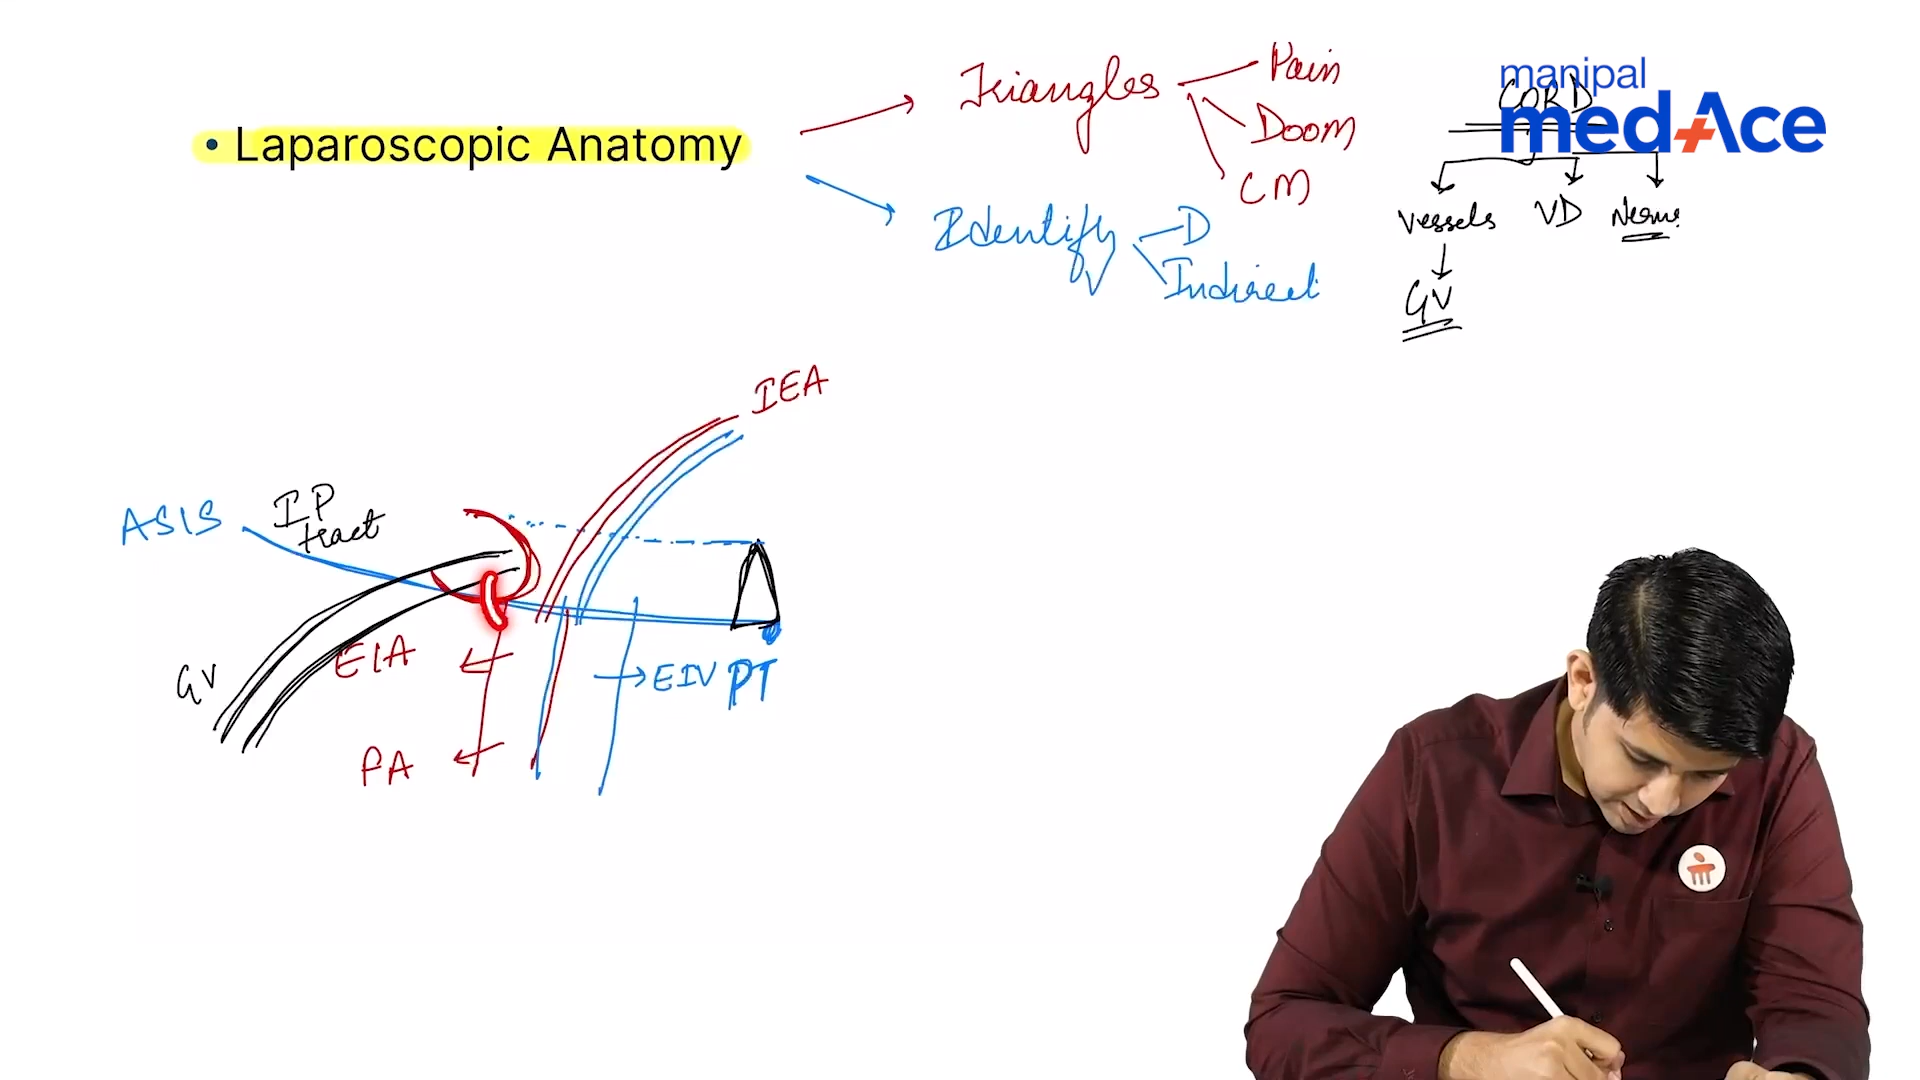 manipal
medAce
• Laparoscopic Anatomy
Triangles
Pain
Doom
CM
Identify
D
Indirect
CORD
Vessels VD Nerve
GV
IEA
ASIS
IP
tract
GV
EIA
EIV PT
FA